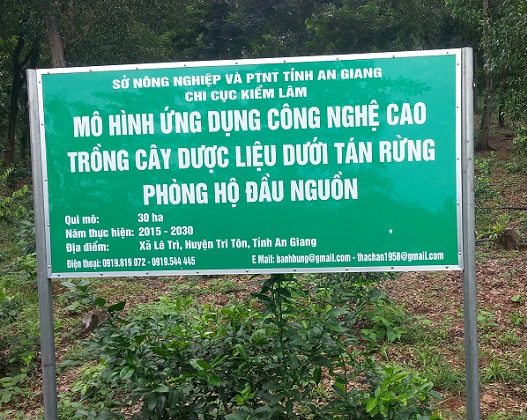 SỞ NÔNG NGHIỆP VÀ PTNT TỈNH AN GIANG
CHI CỤC KIỂM LÂM
MÔ HÌNH ỨNG DỤNG CÔNG NGHỆ CAO
TRỒNG CÂY DƯỢC LIỆU DƯỚI TÁN RỪNG
PHÒNG HỘ ĐẦU NGUỒN
Qui mô: 30 ha
Năm thực hiện: 2015 - 2030
Địa điểm: Xã Lê Trì, Huyện Tri Tôn, Tỉnh An Giang
Điện thoại: 0919.819 072 - 0918.544 445 E Mail: banhhung@gmail.com - thachan1958@gmail.com